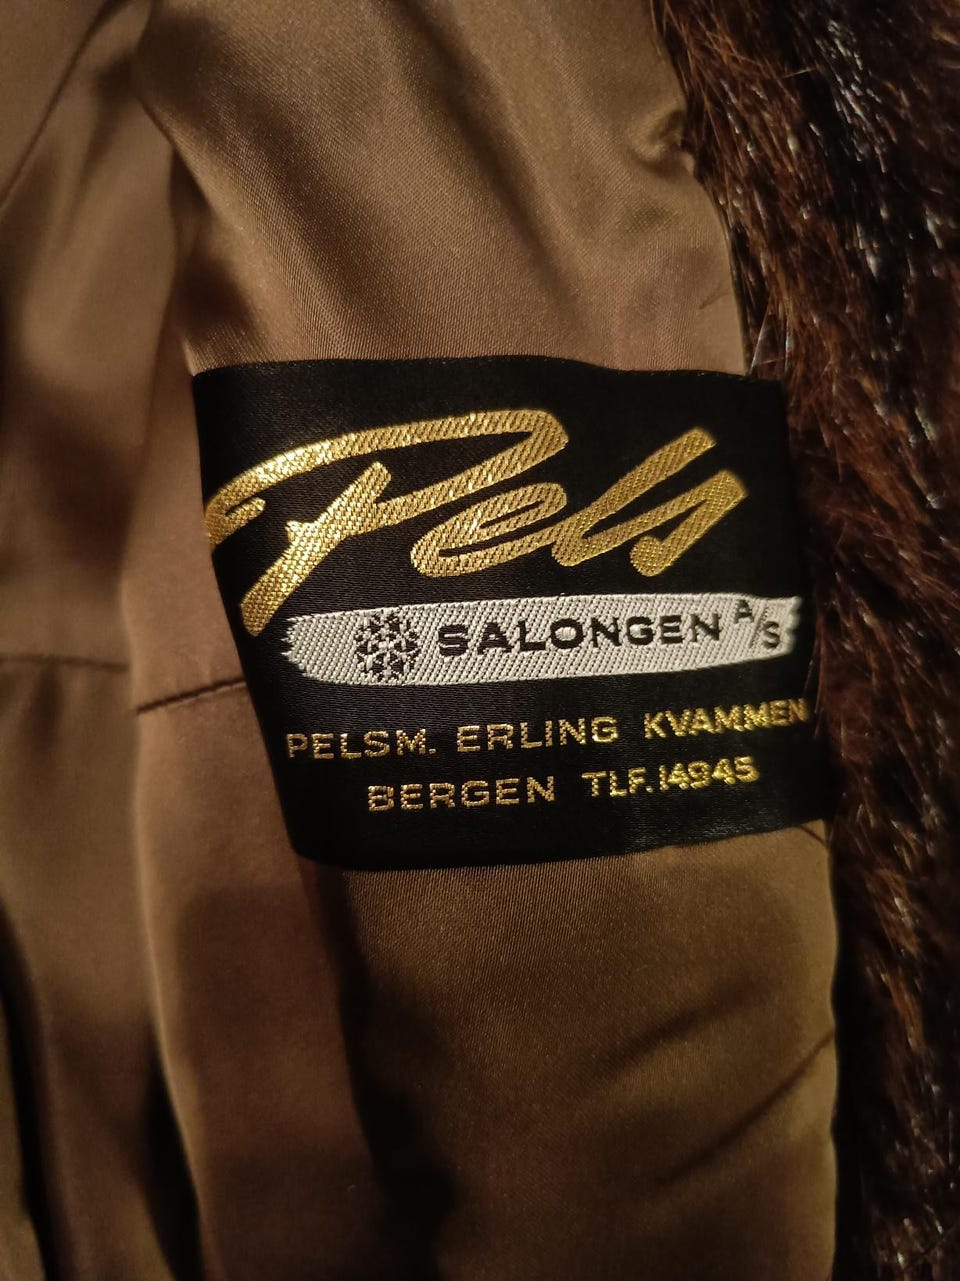 Pels
SALONGEN A/S
PELSM. ERLING KVAMMEN
BERGEN TLF. 14945